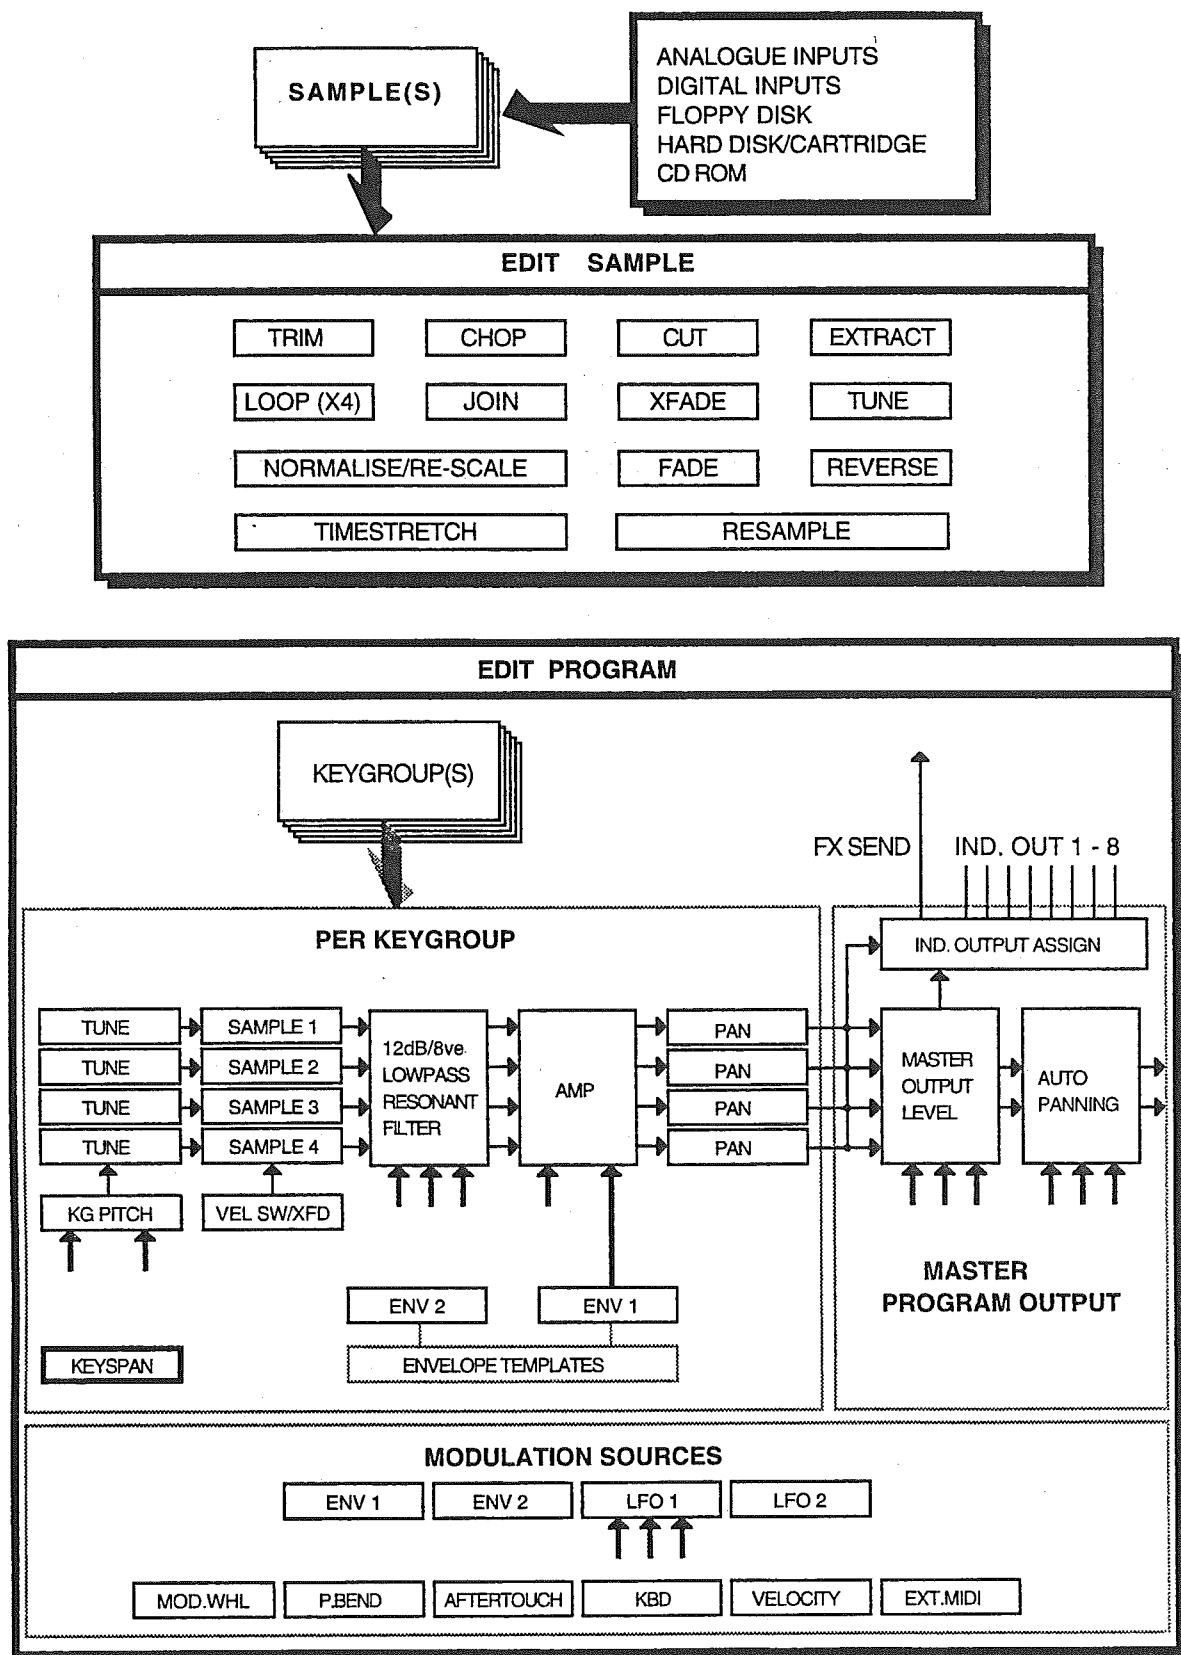 SAMPLE(S)
ANALOGUE INPUTS
DIGITAL INPUTS
FLOPPY DISK
HARD DISK/CARTRIDGE
CD ROM
EDIT SAMPLE
TRIM
CHOP
CUT
EXTRACT
LOOP (X4)
JOIN
XFADE
TUNE
NORMALISE/RE-SCALE
FADE
REVERSE
TIMESTRETCH
RESAMPLE
EDIT PROGRAM
KEYGROUP(S)
FX SEND
IND. OUT 1 - 8
PER KEYGROUP
IND. OUTPUT ASSIGN
TUNE
SAMPLE 1
TUNE
SAMPLE 2
TUNE
SAMPLE 3
TUNE
SAMPLE 4
12dB/8ve.
LOWPASS
RESONANT
FILTER
AMP
PAN
PAN
PAN
PAN
MASTER
OUTPUT
LEVEL
AUTO
PANNING
KG PITCH
VEL SW/XFD
ENV 2
ENV 1
ENVELOPE TEMPLATES
KEYSPAN
MASTER
PROGRAM OUTPUT
MODULATION SOURCES
ENV 1
ENV 2
LFO 1
LFO 2
MOD.WHL
P.BEND
AFTERTOUCH
KBD
VELOCITY
EXT.MIDI